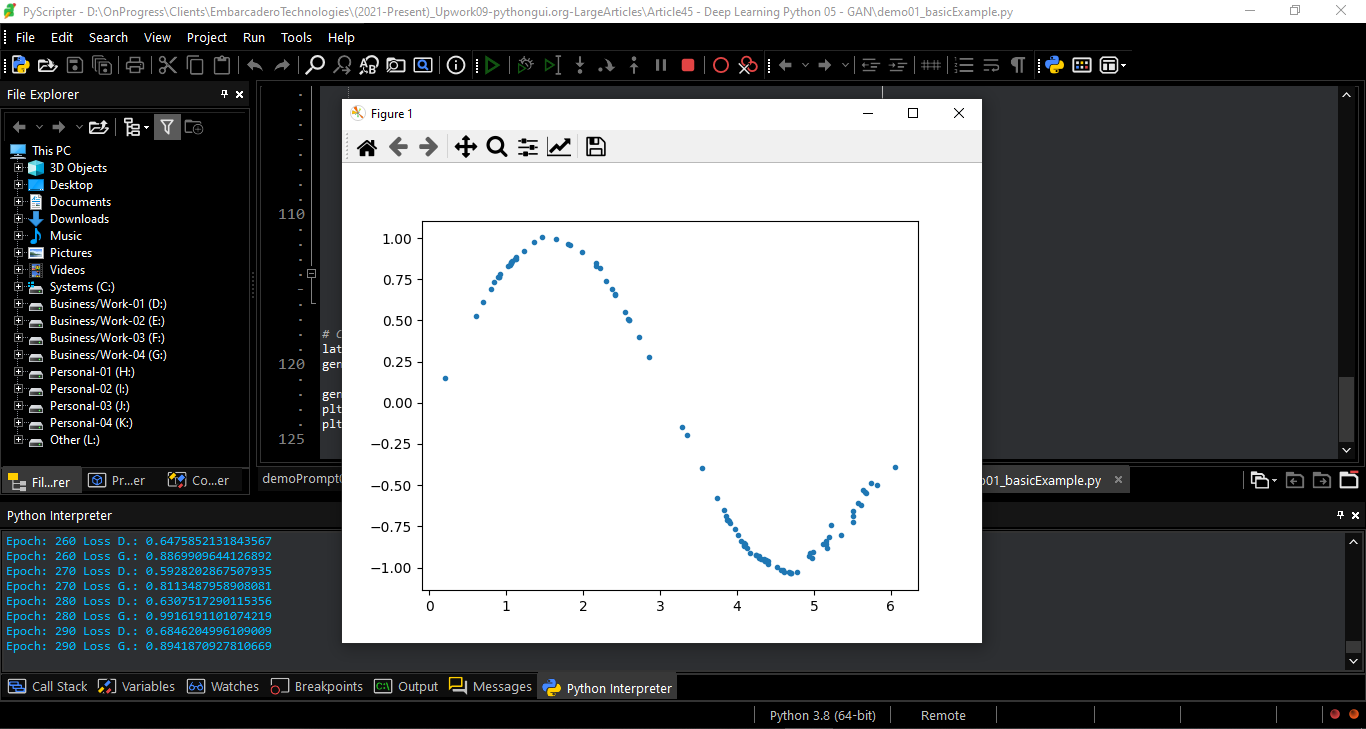 PyScripter - D:\OnProgress\Clients\EmbarcaderoTechnologies\(2021-Present)_Upwork09-pythongui.org-LargeArticles\Article45 - Deep Learning Python 05 - GAN\demo01_basicExample.py
File Edit Search View Project Run Tools Help
File Explorer
This PC
3D Objects
Desktop
Documents
Downloads
Music
Pictures
Videos
Systems (C:)
Business/Work-01 (D:)
Business/Work-02 (E:)
Business/Work-03 (F:)
Business/Work-04 (G:)
Personal-01 (H:)
Personal-02 (I:)
Personal-03 (J:)
Personal-04 (K:)
Other (L:)
Fil...rer Pr...er Co...er
110
120
125
# C
lat
gen
gen
plt
plt
Figure 1
1.00
0.75
0.50
0.25
0.00
−0.25
−0.50
−0.75
−1.00
0 1 2 3 4 5 6
demoPrompt0
o01_basicExample.py
Python Interpreter
Epoch: 260 Loss D.: 0.6475852131843567
Epoch: 260 Loss G.: 0.8869909644126892
Epoch: 270 Loss D.: 0.5928202867507935
Epoch: 270 Loss G.: 0.8113487958908081
Epoch: 280 Loss D.: 0.6307517290115356
Epoch: 280 Loss G.: 0.9916191101074219
Epoch: 290 Loss D.: 0.6846204996109009
Epoch: 290 Loss G.: 0.8941870927810669
Call Stack Variables Watches Breakpoints Output Messages Python Interpreter
Python 3.8 (64-bit) Remote